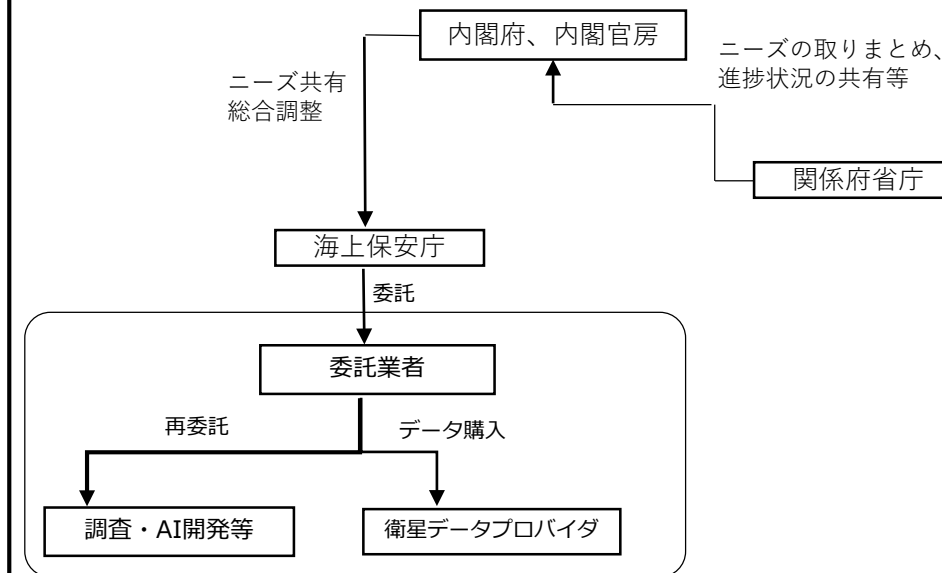 内閣府、内閣官房
ニーズの取りまとめ、
進捗状況の共有等
ニーズ共有
総合調整
関係府省庁
海上保安庁
委託
委託業者
再委託
データ購入
調査・AI開発等
衛星データプロバイダ